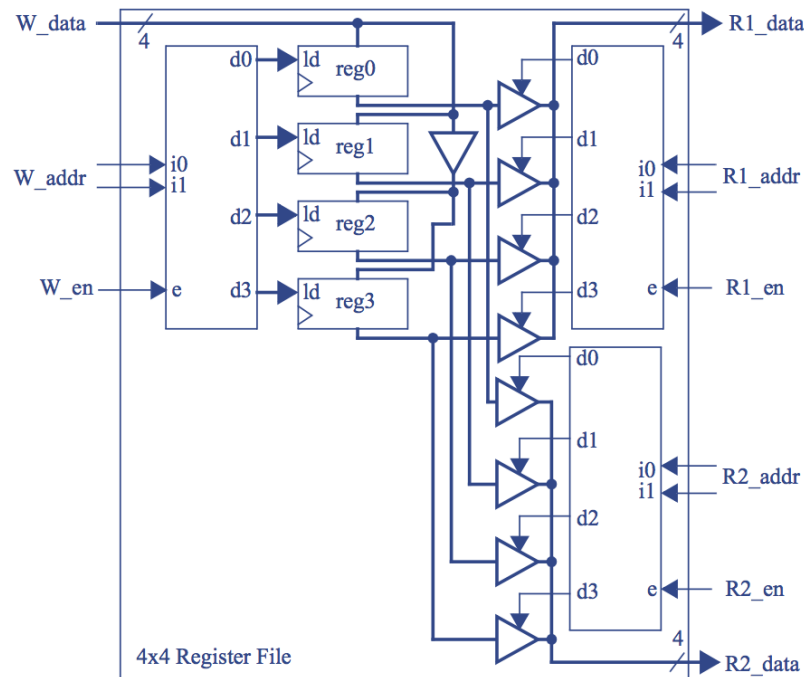 W_data
4
4
R1_data
d0
ld
reg0
d0
d1
ld
reg1
d1
W_addr
i0
i1
i0
i1
R1_addr
d2
ld
reg2
d2
W_en
e
d3
ld
reg3
d3
e
R1_en
d0
d1
i0
i1
R2_addr
d2
d3
e
R2_en
4x4 Register File
4
R2_data